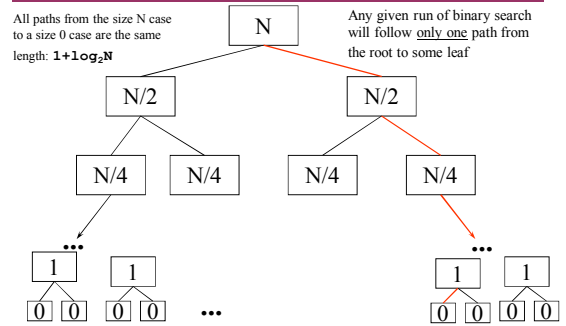 All paths from the size N case
to a size 0 case are the same
length: 1+log₂N
Any given run of binary search
will follow only one path from
the root to some leaf
N
N/2 N/2
N/4 N/4 N/4 N/4
... ...
1 1 1 1
0 0 0 0 ... 0 0 0 0